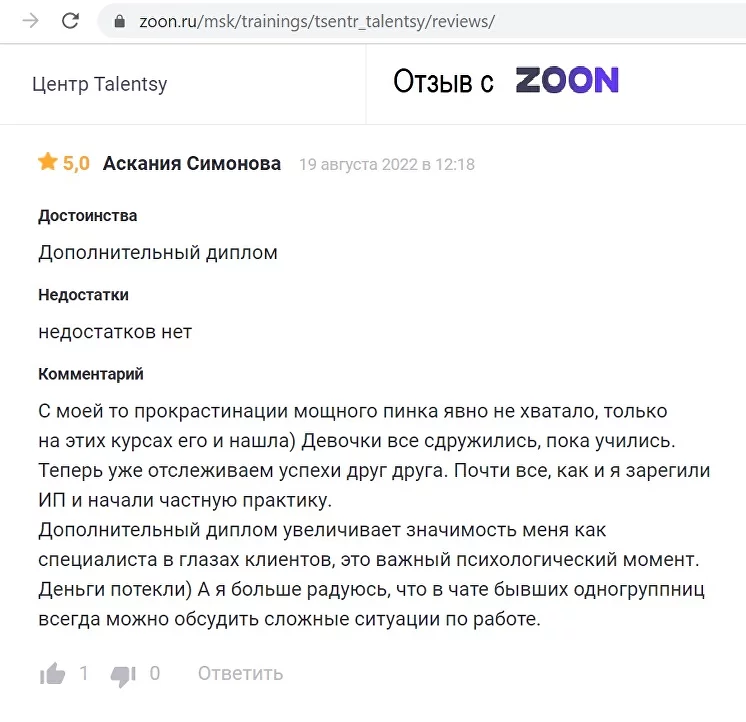 zoon.ru/msk/trainings/tsentr_talentsy/reviews/
Центр Talentsy
Отзыв с ZOON
5,0 Аскания Симонова 19 августа 2022 в 12:18
Достоинства
Дополнительный диплом
Недостатки
недостатков нет
Комментарий
С моей то прокрастинации мощного пинка явно не хватало, только
на этих курсах его и нашла) Девочки все сдружились, пока учились.
Теперь уже отслеживаем успехи друг друга. Почти все, как и я зарегили
ИП и начали частную практику.
Дополнительный диплом увеличивает значимость меня как
специалиста в глазах клиентов, это важный психологический момент.
Деньги потекли) А я больше радуюсь, что в чате бывших одногруппниц
всегда можно обсудить сложные ситуации по работе.
1 0 Ответить